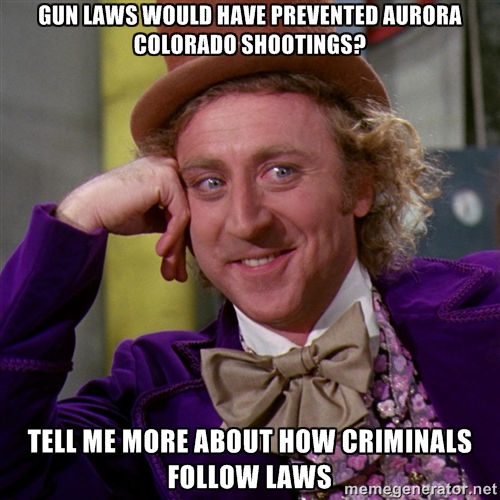 GUN LAWS WOULD HAVE PREVENTED AURORA
COLORADO SHOOTINGS?
TELL ME MORE ABOUT HOW CRIMINALS
FOLLOW LAWS
memegenerator.net